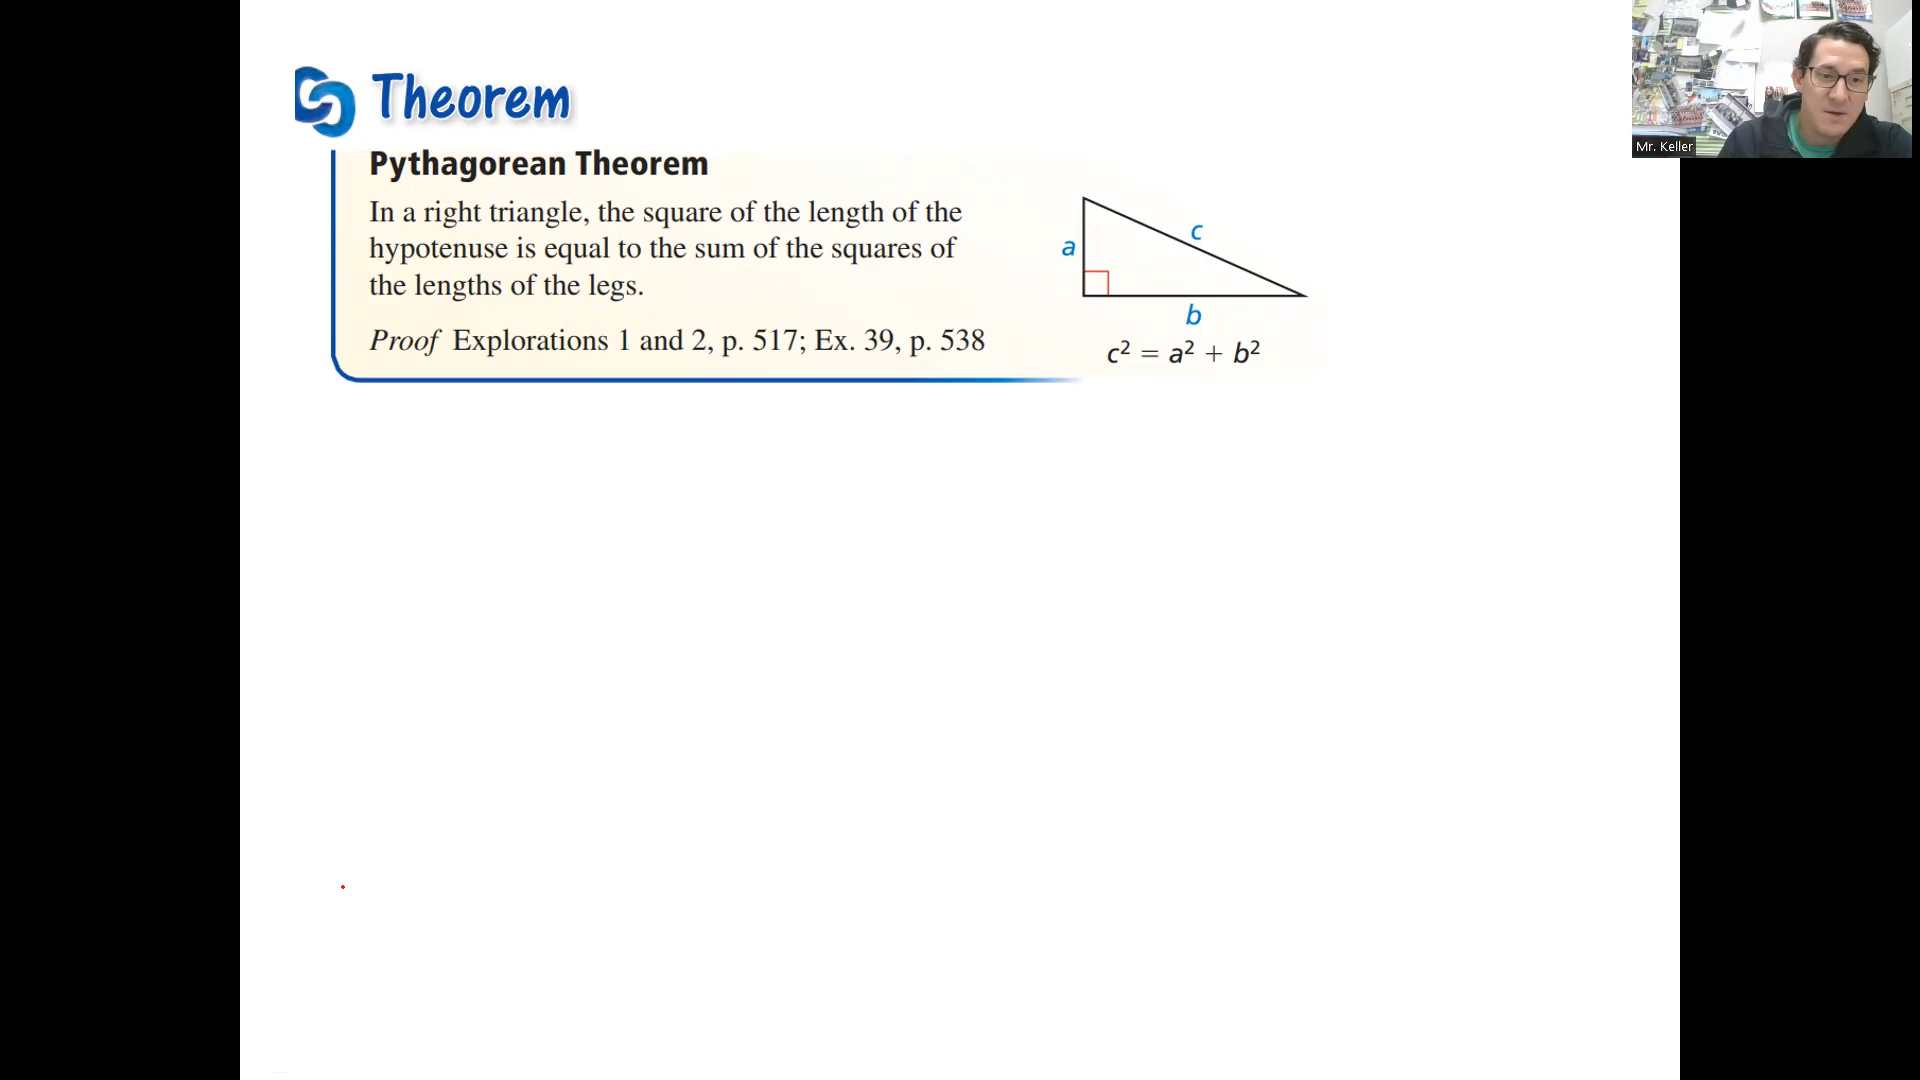 Theorem
Pythagorean Theorem
In a right triangle, the square of the length of the
hypotenuse is equal to the sum of the squares of
the lengths of the legs.
Proof Explorations 1 and 2, p. 517; Ex. 39, p. 538
a
c
b
c² = a² + b²
Mr. Keller